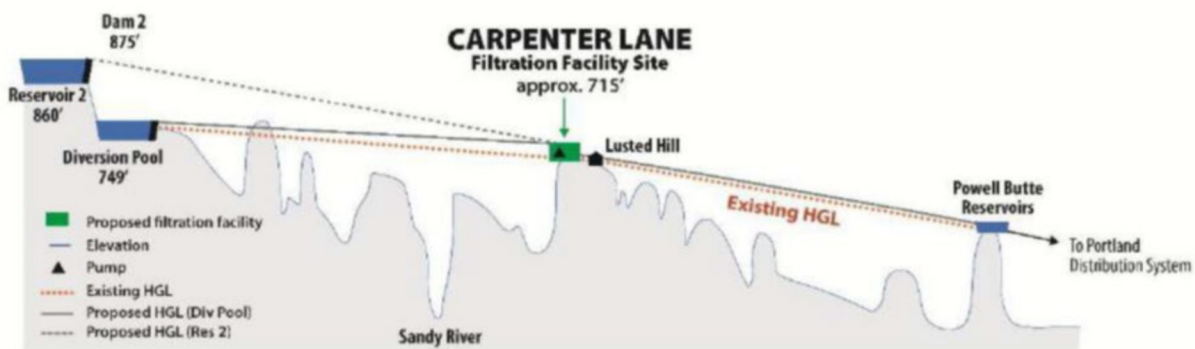 Dam 2
875'
CARPENTER LANE
Filtration Facility Site
approx. 715'
Reservoir 2
860'
Lusted Hill
Diversion Pool
749'
Powell Butte
Reservoirs
Existing HGL
To Portland
Distribution System
Proposed filtration facility
Elevation
Pump
Existing HGL
Proposed HGL (Div Pool)
Proposed HGL (Res 2)
Sandy River